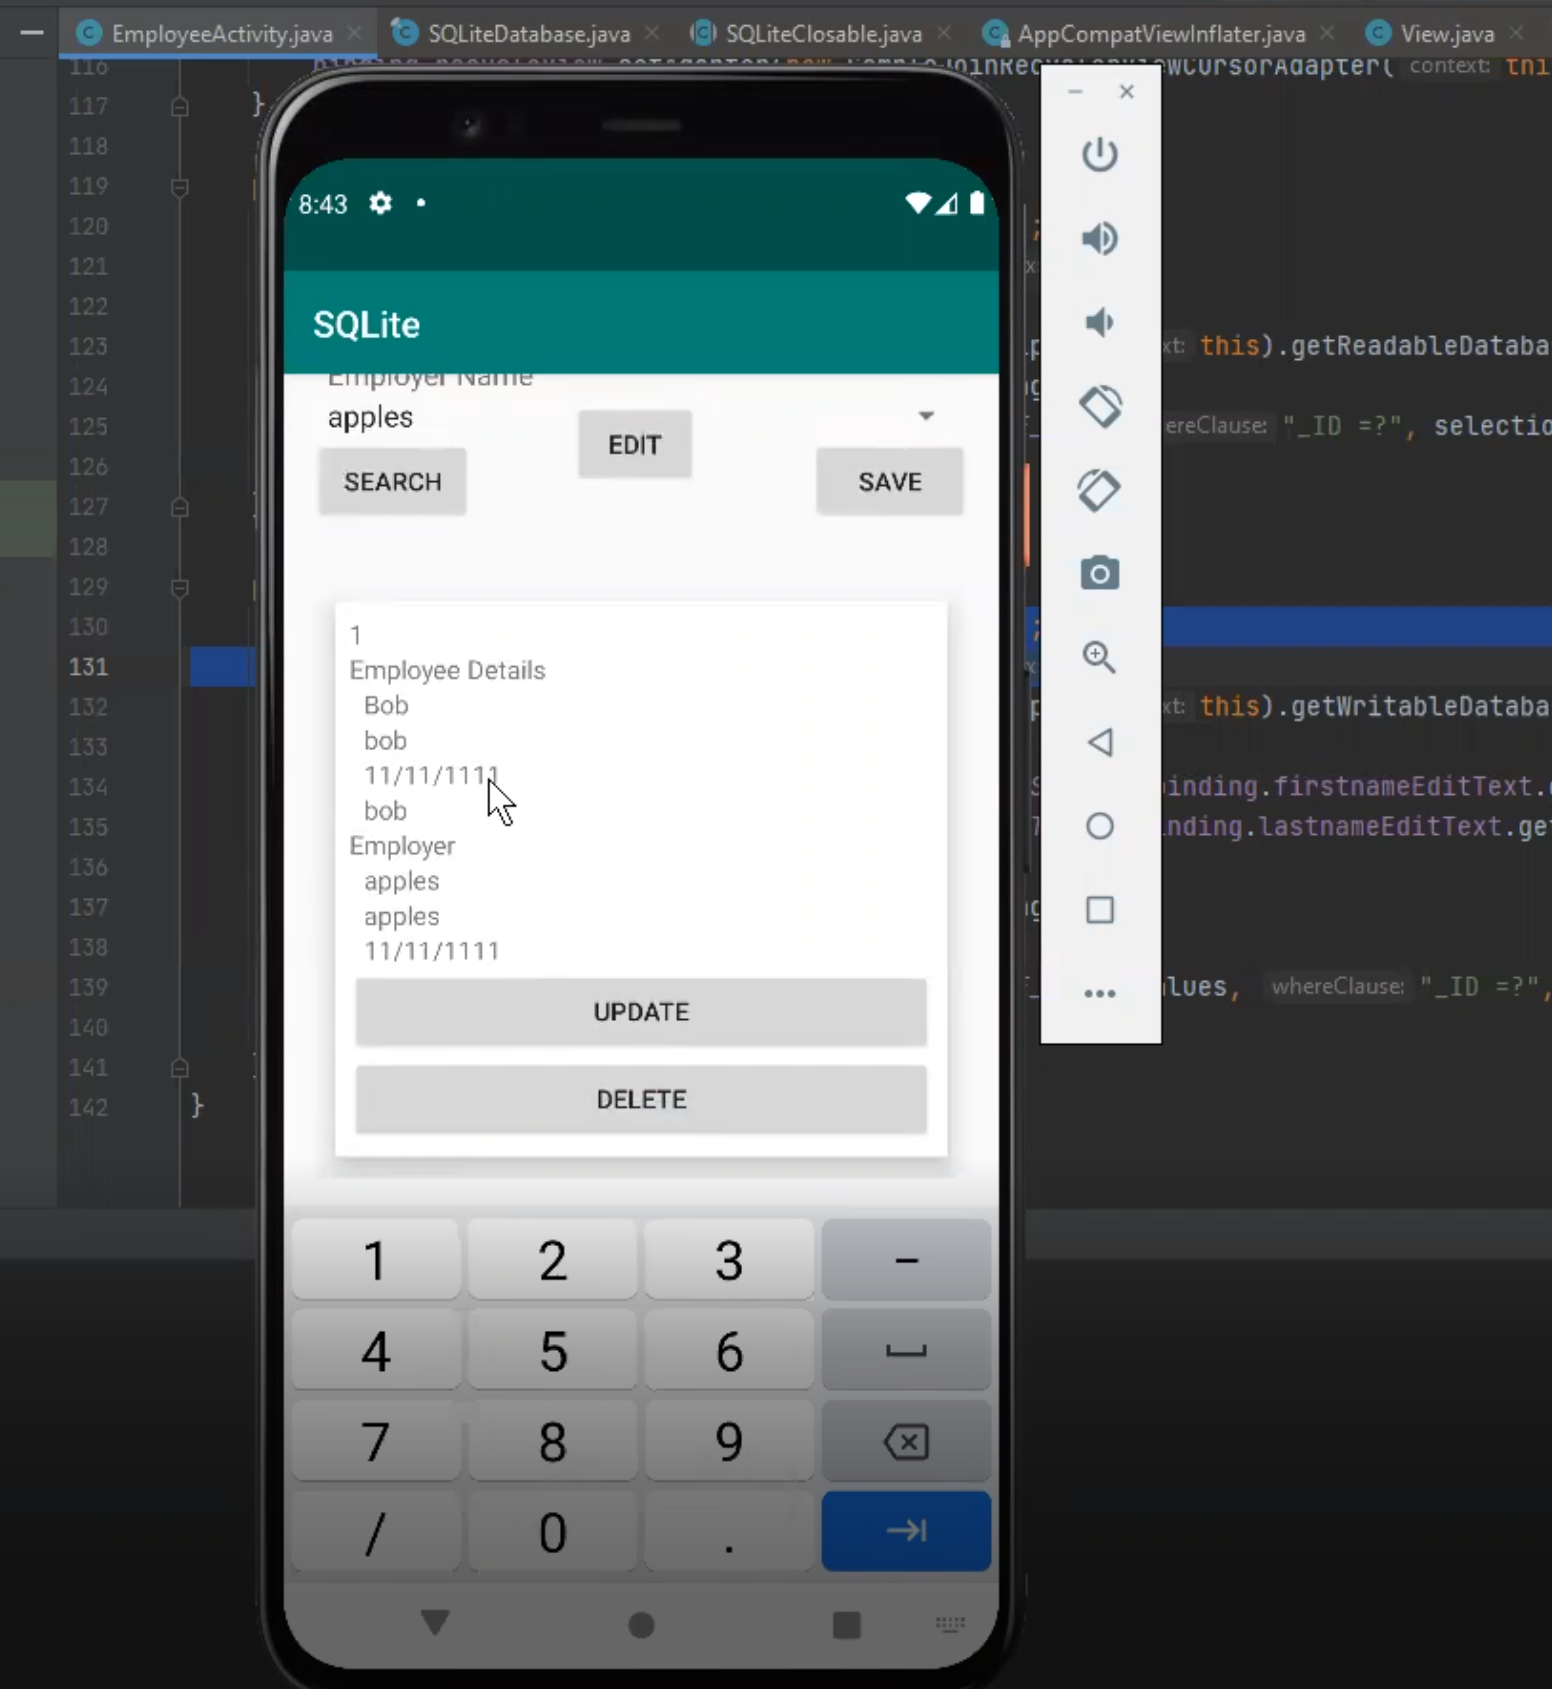 EmployeeActivity.java SQLiteDatabase.java SQLiteClosable.java AppCompatViewInflater.java View.java
116 context: thi
117 }
118
119
120 ;
121
122
123 xt: this).getReadableDataba
124
125 ereClause: "_ID =?", selectio
126
127
128
129
130 ;
131
132 xt: this).getWritableDataba
133
134 inding.firstnameEditText.
135 nding.lastnameEditText.get
136
137
138
139 lues, whereClause: "_ID =?",
140
141
142 }
8:43
SQLite
Employer Name
apples
EDIT
SEARCH
SAVE
1
Employee Details
Bob
bob
11/11/1111
bob
Employer
apples
apples
11/11/1111
UPDATE
DELETE
1 2 3 −
4 5 6
7 8 9
/ 0 .